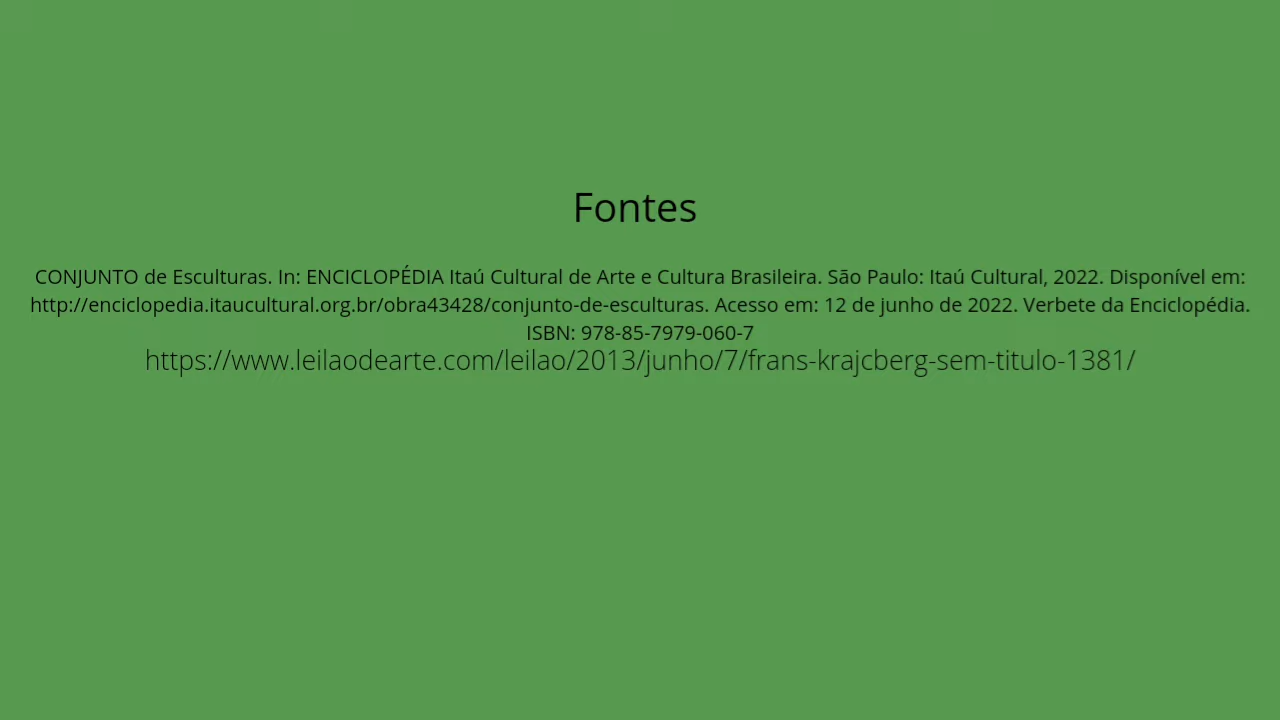 Fontes
CONJUNTO de Esculturas. In: ENCICLOPÉDIA Itaú Cultural de Arte e Cultura Brasileira. São Paulo: Itaú Cultural, 2022. Disponível em:
http://enciclopedia.itaucultural.org.br/obra43428/conjunto-de-esculturas. Acesso em: 12 de junho de 2022. Verbete da Enciclopédia.
ISBN: 978-85-7979-060-7
https://www.leilaodearte.com/leilao/2013/junho/7/frans-krajcberg-sem-titulo-1381/